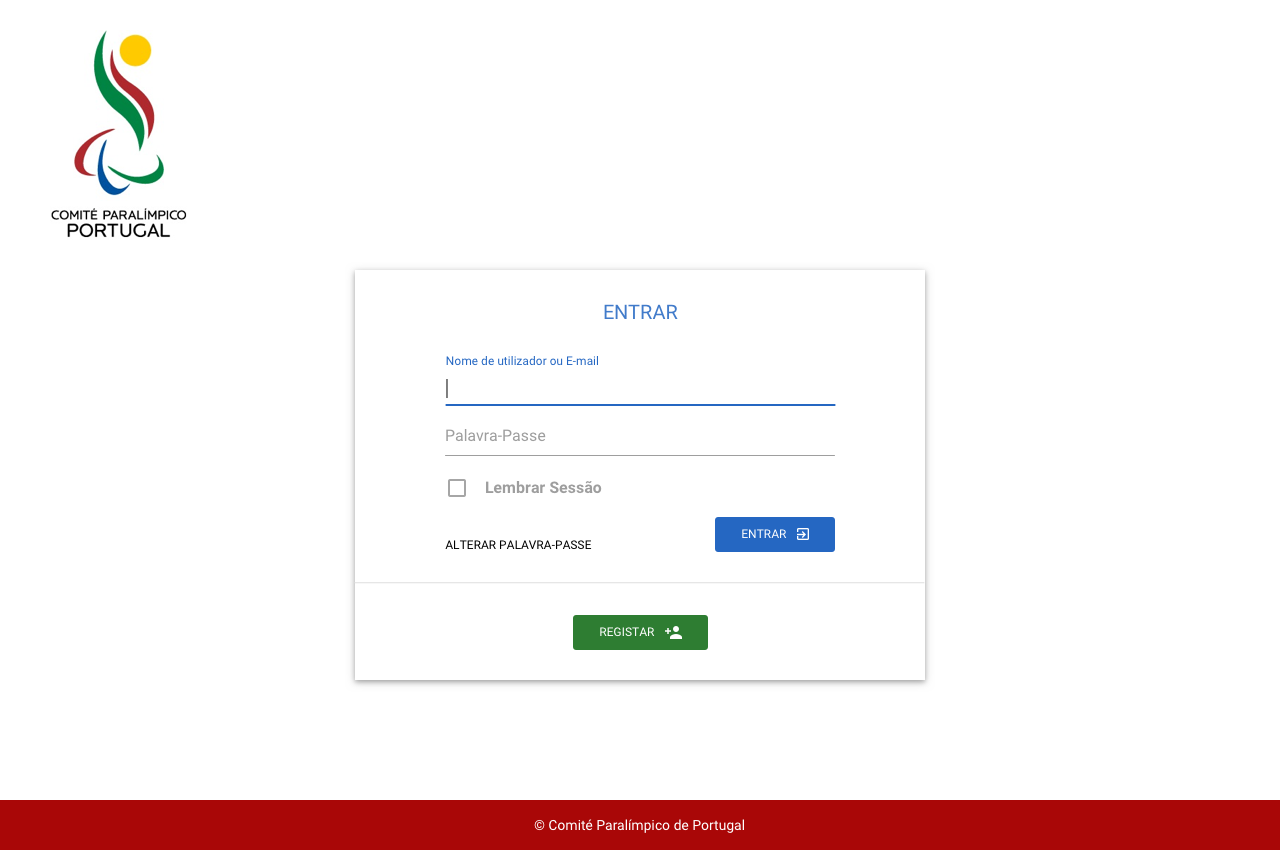 COMITÉ PARALÍMPICO
PORTUGAL
ENTRAR
Nome de utilizador ou E-mail
Palavra-Passe
Lembrar Sessão
ALTERAR PALAVRA-PASSE
ENTRAR
REGISTAR
© Comité Paralímpico de Portugal